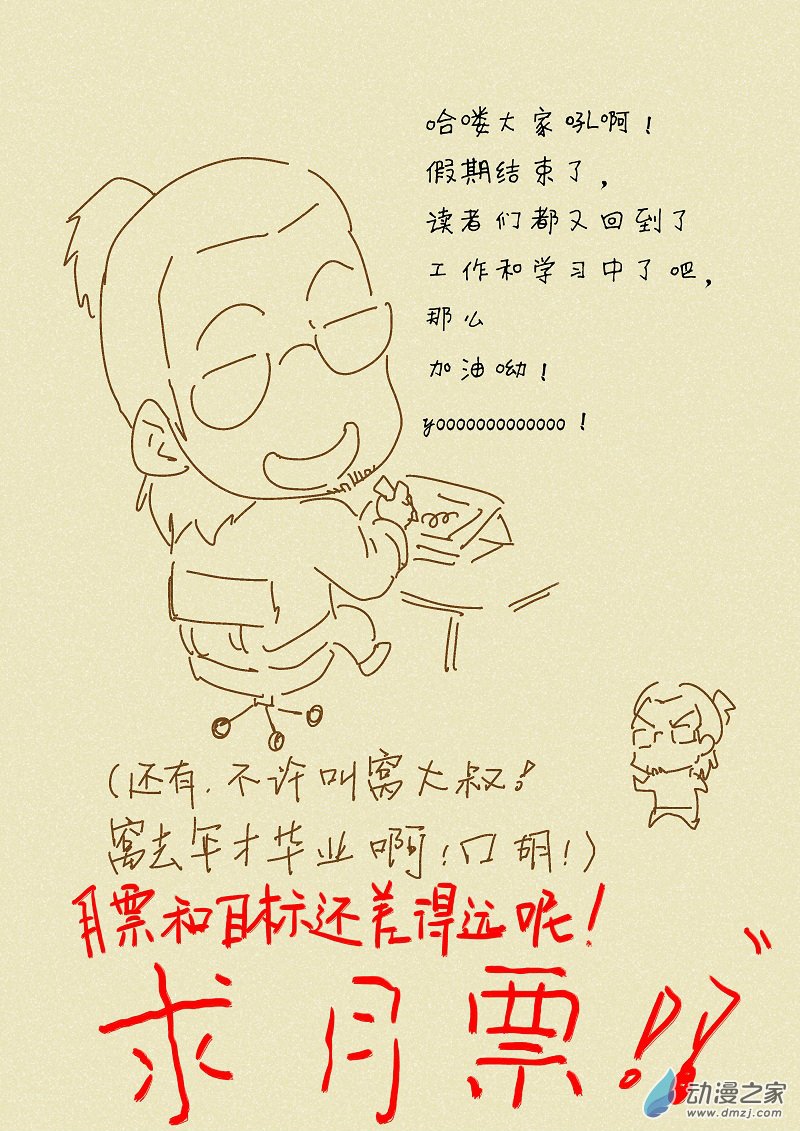 哈喽大家吼啊！
假期结束了，
读者们都又回到了
工作和学习中了吧，
那么
加油呦！
yooooooooooooo！
（还有，不许叫窝大叔！
窝去年才毕业啊！口胡！）
月票和目标还差得远呢！
求月票！！
动漫之家
www.dmzj.com